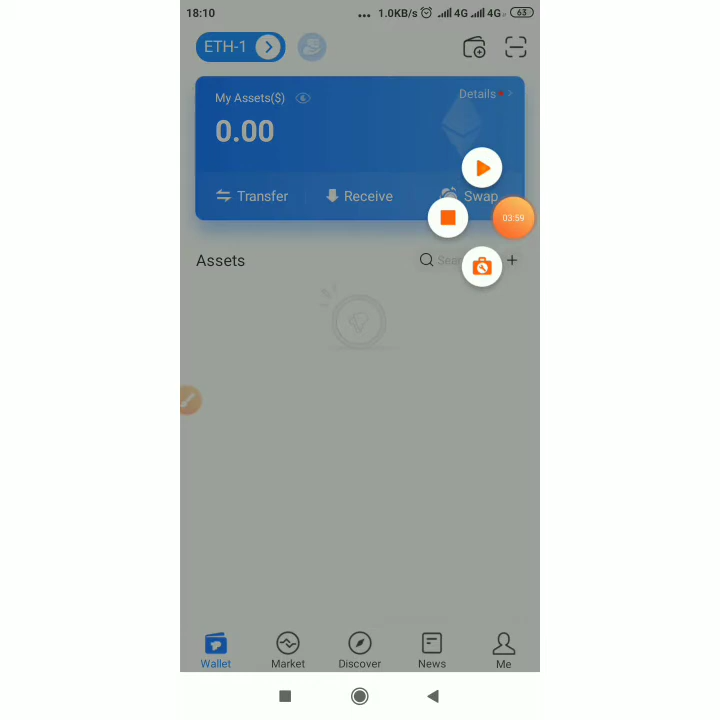 18:10 ... 1.0KB/s 4G 4G 63
ETH-1
My Assets($)
Details
0.00
Transfer Receive Swap
03:59
Assets
Wallet Market Discover News Me